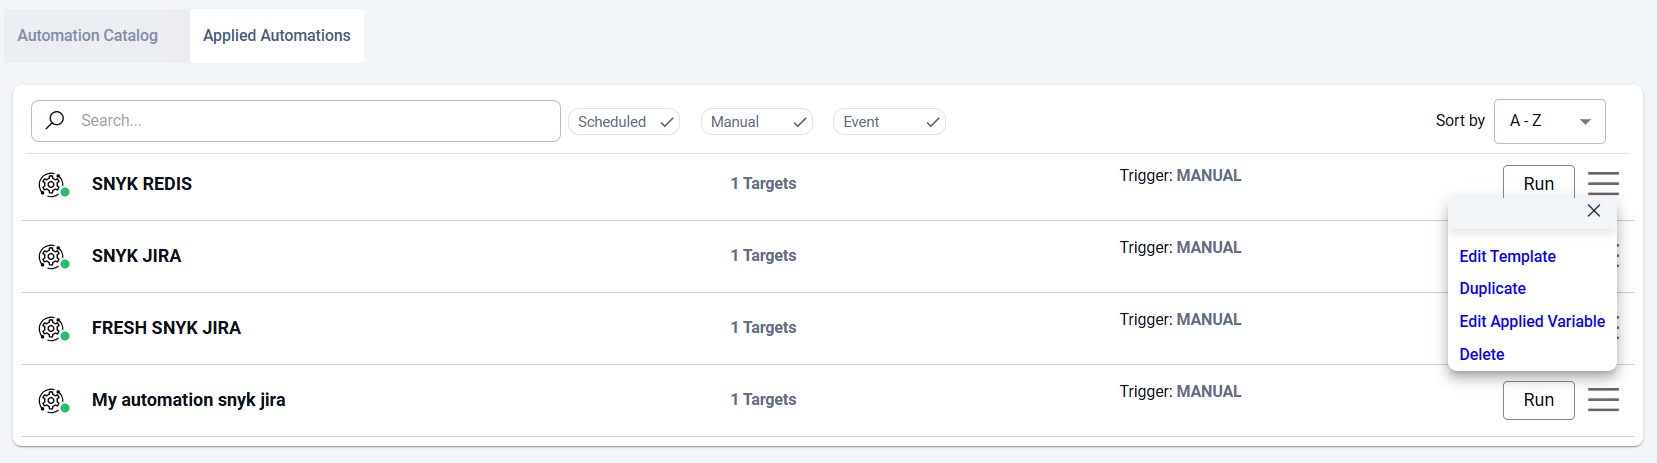 Automation Catalog Applied Automations
Search... Scheduled Manual Event Sort by A - Z
SNYK REDIS 1 Targets Trigger: MANUAL Run
SNYK JIRA 1 Targets Trigger: MANUAL
Edit Template
Duplicate
FRESH SNYK JIRA 1 Targets Trigger: MANUAL
Edit Applied Variable
Delete
My automation snyk jira 1 Targets Trigger: MANUAL Run